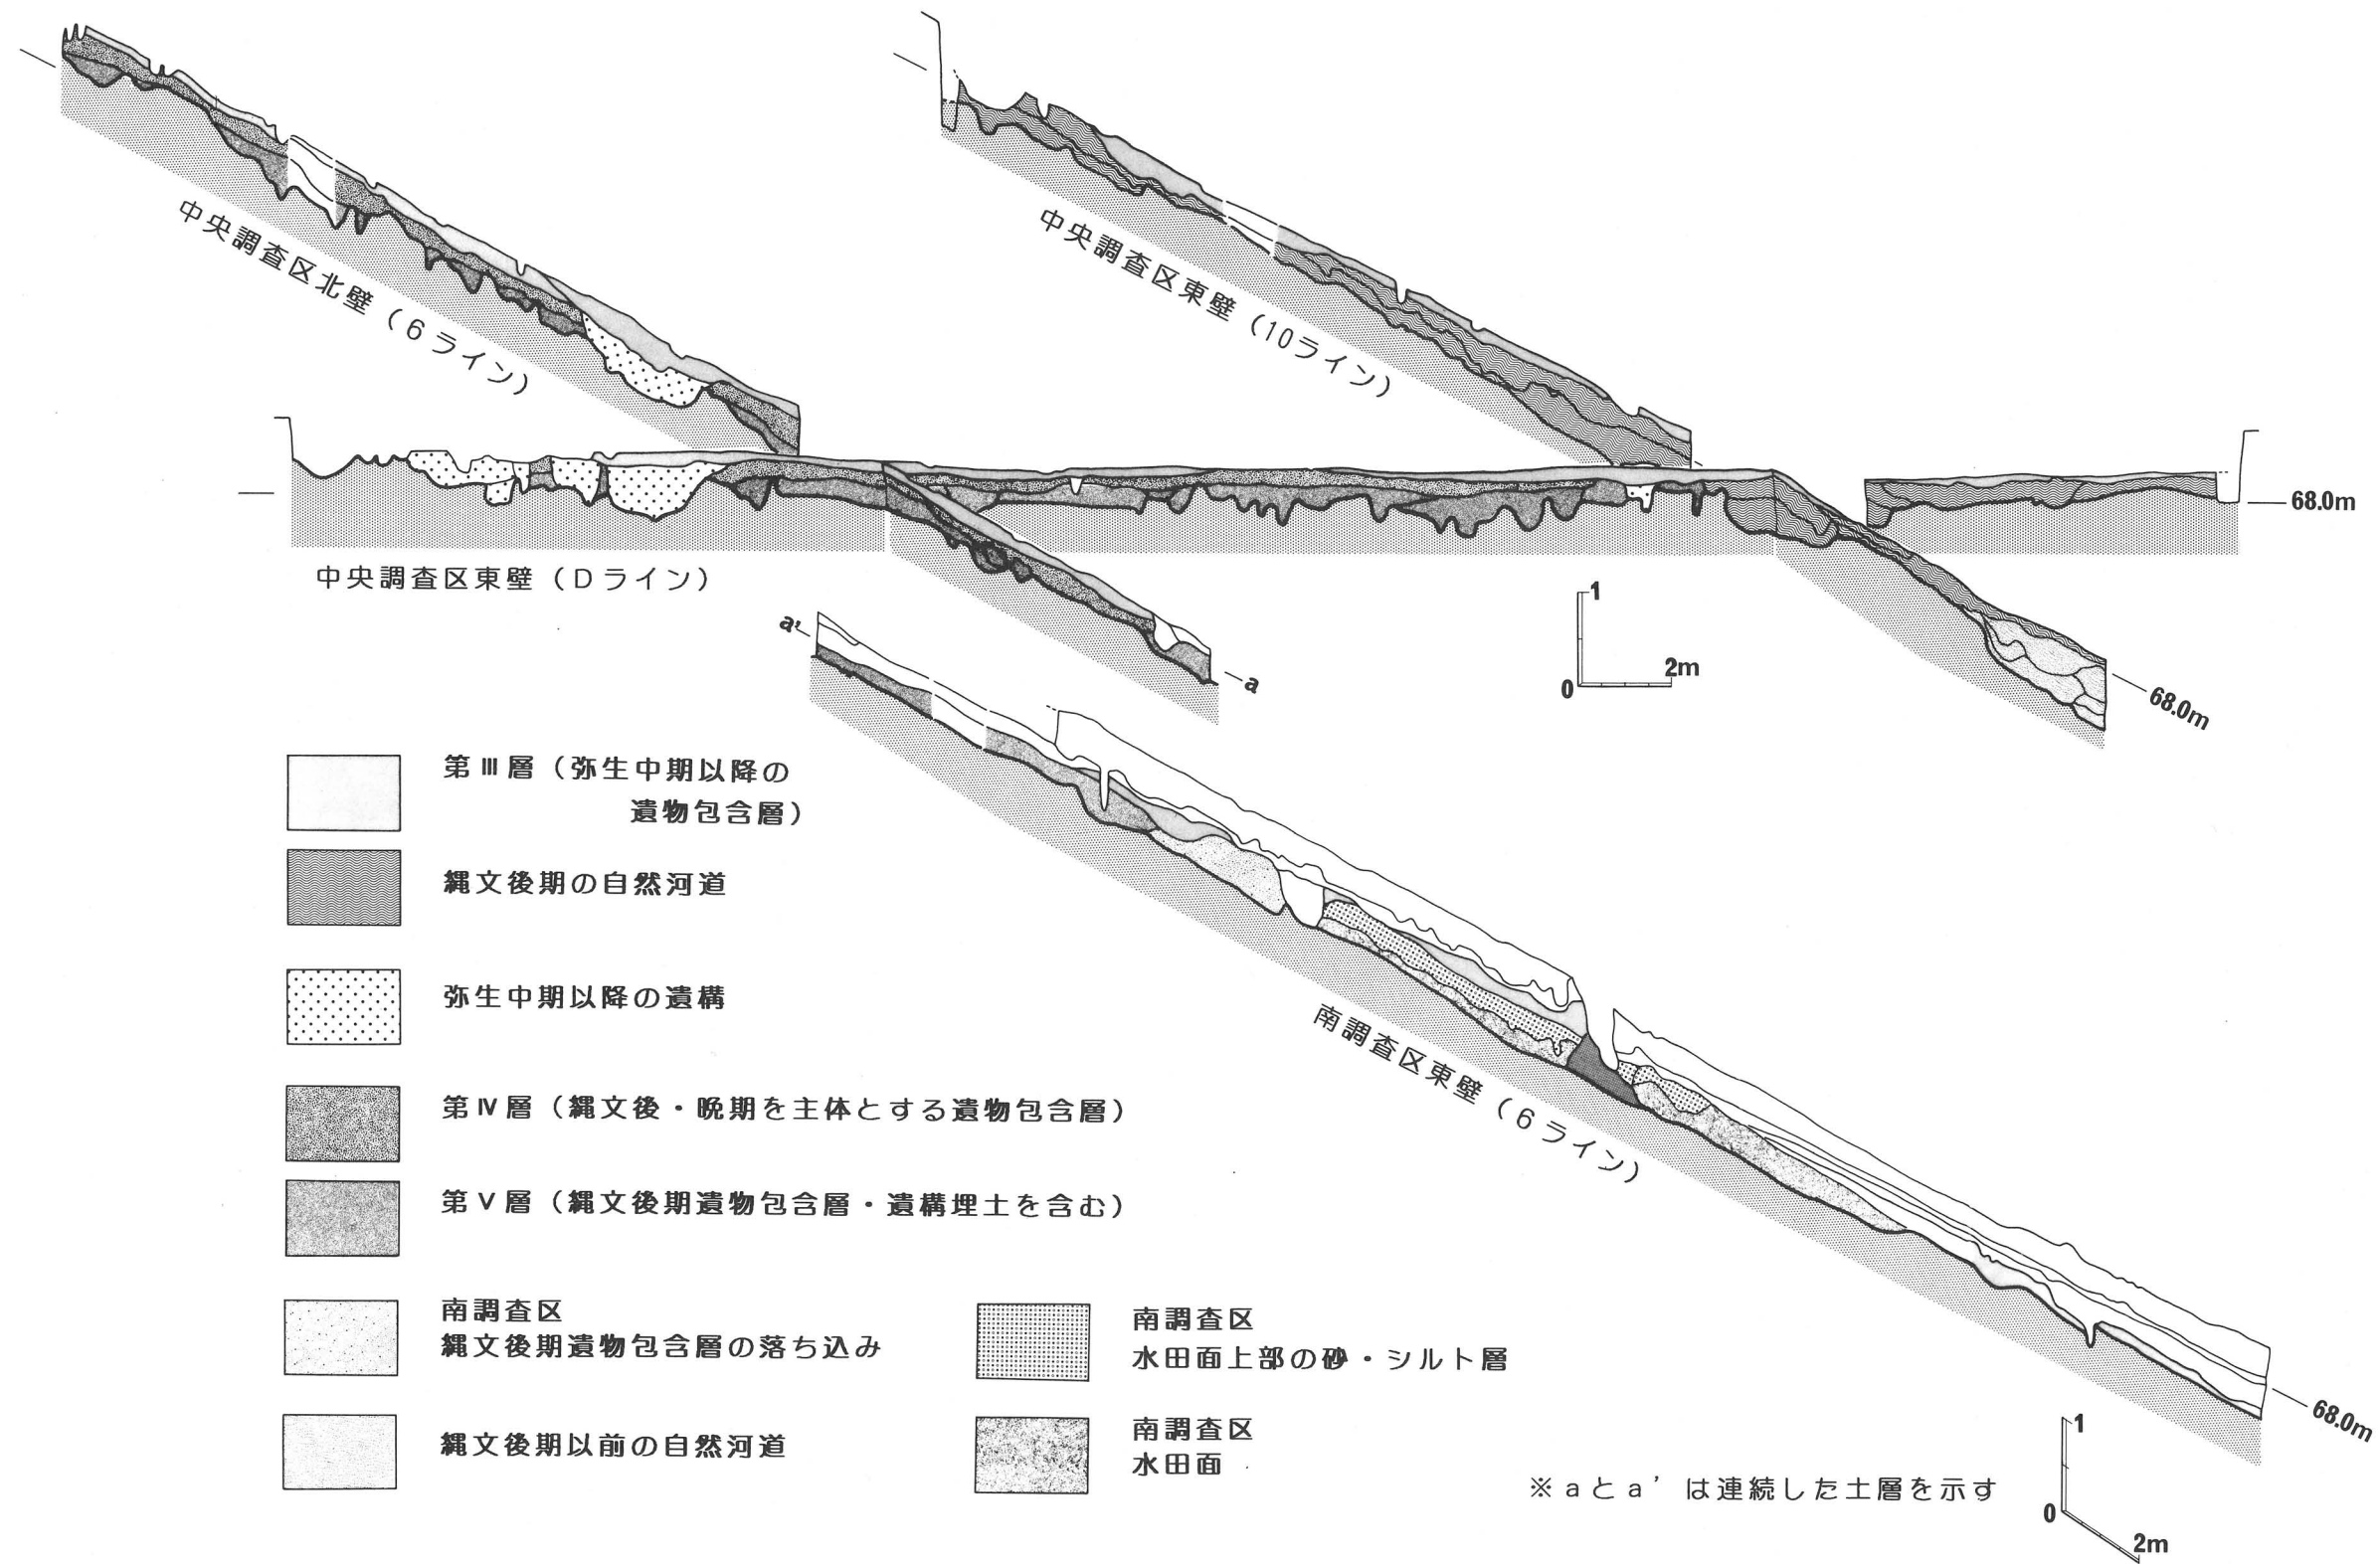 中央調査区北壁（6ライン）
中央調査区東壁（10ライン）
68.0m
中央調査区東壁（Dライン）
a'
a
1
0
2m
68.0m
南調査区東壁（6ライン）
第Ⅲ層（弥生中期以降の
遺物包含層）
縄文後期の自然河道
弥生中期以降の遺構
第Ⅳ層（縄文後・晩期を主体とする遺物包含層）
第Ⅴ層（縄文後期遺物包含層・遺構埋土を含む）
南調査区
縄文後期遺物包含層の落ち込み
縄文後期以前の自然河道
南調査区
水田面上部の砂・シルト層
南調査区
水田面
68.0m
※aとa'は連続した土層を示す
1
0
2m